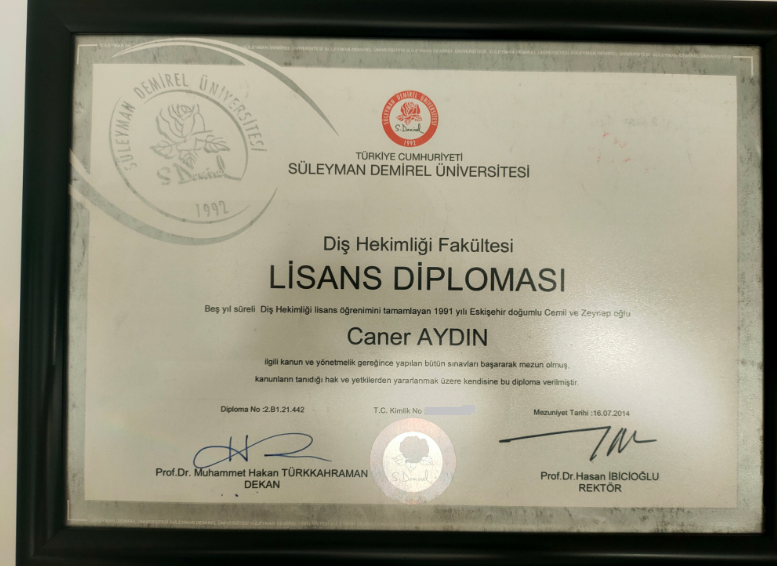 SÜLEYMAN DEMİREL ÜNİVERSİTESİ
1992
SÜLEYMAN DEMİREL ÜNİVERSİTESİ
S.Demirel
1992
TÜRKİYE CUMHURİYETİ
SÜLEYMAN DEMİREL ÜNİVERSİTESİ
Diş Hekimliği Fakültesi
LİSANS DİPLOMASI
Beş yıl süreli Diş Hekimliği lisans öğrenimini tamamlayan 1991 yılı Eskişehir doğumlu Cemil ve Zeynep oğlu
Caner AYDIN
ilgili kanun ve yönetmelik gereğince yapılan bütün sınavları başararak mezun olmuş,
kanunların tanıdığı hak ve yetkilerden yararlanmak üzere kendisine bu diploma verilmiştir.
Diploma No :2.B1.21.442 T.C. Kimlik No Mezuniyet Tarihi :16.07.2014
Prof.Dr. Muhammet Hakan TÜRKKAHRAMAN Prof.Dr.Hasan İBİCİOĞLU
DEKAN REKTÖR